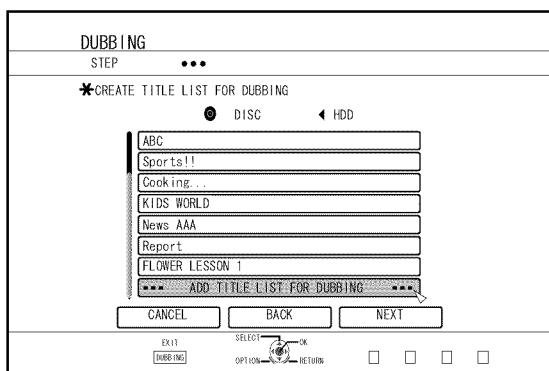 DUBBING
STEP •••
*CREATE TITLE LIST FOR DUBBING
DISC HDD
ABC
Sports!!
Cooking...
KIDS WORLD
News AAA
Report
FLOWER LESSON 1
••• ADD TITLE LIST FOR DUBBING •••
CANCEL BACK NEXT
EXIT SELECT OK
DUBBING OPTION RETURN